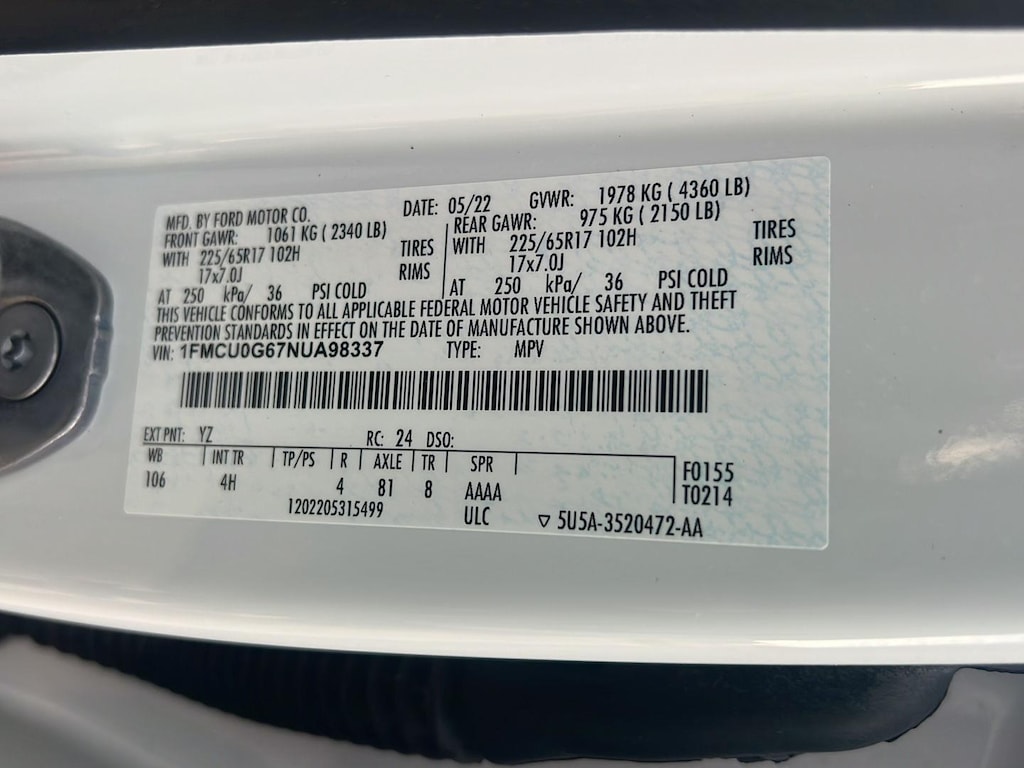 MFD. BY FORD MOTOR CO. DATE: 05/22 GVWR: 1978 KG ( 4360 LB)
FRONT GAWR: 1061 KG ( 2340 LB) REAR GAWR: 975 KG ( 2150 LB)
WITH 225/65R17 102H TIRES WITH 225/65R17 102H TIRES
17x7.0J RIMS 17x7.0J RIMS
AT 250 kPa/ 36 PSI COLD AT 250 kPa/ 36 PSI COLD
THIS VEHICLE CONFORMS TO ALL APPLICABLE FEDERAL MOTOR VEHICLE SAFETY AND THEFT
PREVENTION STANDARDS IN EFFECT ON THE DATE OF MANUFACTURE SHOWN ABOVE.
VIN: 1FMCU0G67NUA98337 TYPE: MPV
EXT PNT: YZ RC: 24 DSO:
WB INT TR TP/PS R AXLE TR SPR F0155
106 4H 4 81 8 AAAA T0214
1202205315499 ULC ▽ 5U5A-3520472-AA